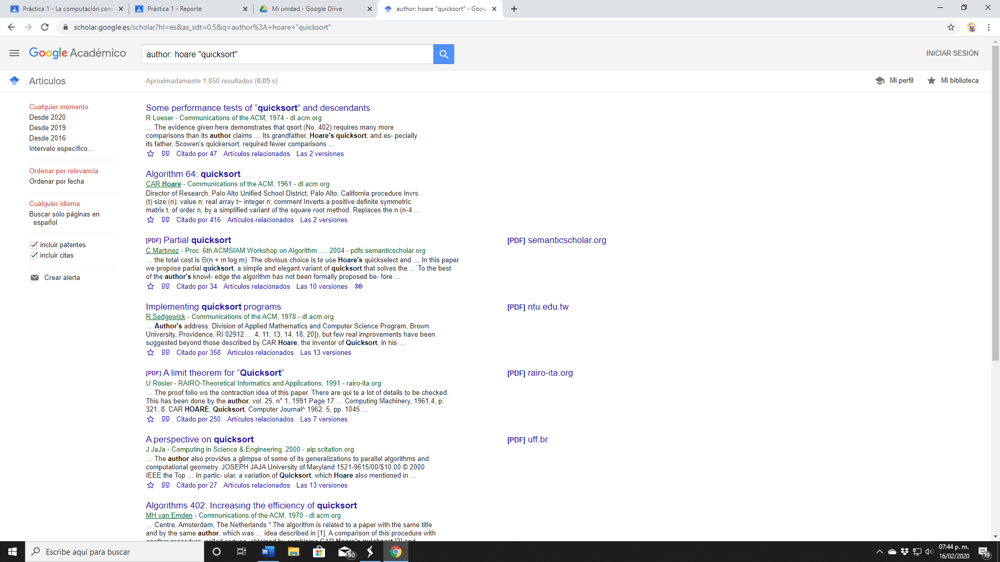 Práctica 1 - La computación com
Práctica 1 - Reporte
Mi unidad - Google Drive
author: hoare "quicksort" - Goog
scholar.google.es/scholar?hl=es&as_sdt=0,5&q=author%3A+hoare+"quicksort"
Google Académico
author: hoare "quicksort"
INICIAR SESIÓN
Artículos
Aproximadamente 1,850 resultados (0.05 s)
Mi perfil
Mi biblioteca
Cualquier momento
Desde 2020
Desde 2019
Desde 2016
Intervalo específico...
Ordenar por relevancia
Ordenar por fecha
Cualquier idioma
Buscar sólo páginas en
español
incluir patentes
incluir citas
Crear alerta
Some performance tests of “quicksort” and descendants
R Loeser - Communications of the ACM, 1974 - dl.acm.org
… The evidence given here demonstrates that qsort (No. 402) requires many more
comparisons than its author claims … Its grandfather, Hoare's quicksort, and es- pecially
its father, Scowen's quickersort, required fewer comparisons …
Citado por 47 Artículos relacionados Las 2 versiones
Algorithm 64: quicksort
CAR Hoare - Communications of the ACM, 1961 - dl.acm.org
Director of Research, Palo Alto Unified School District, Palo Alto, California procedure Invrs
(t) size:(n); value n; real array t~ integer n; comment Inverts a positive definite symmetric
matrix t, of order n, by a simplified variant of the square root method. Replaces the n (n-4 …
Citado por 416 Artículos relacionados Las 2 versiones
[PDF] Partial quicksort
[PDF] semanticscholar.org
C Martınez - Proc. 6th ACMSIAM Workshop on Algorithm …, 2004 - pdfs.semanticscholar.org
… the total cost is Θ(n + m log m). The obvious choice is to use Hoare's quickselect and … In this paper
we propose partial quicksort, a simple and elegant variant of quicksort that solves the … To the best
of the author's knowl- edge the algorithm has not been formally proposed be- fore …
Citado por 34 Artículos relacionados Las 10 versiones
Implementing quicksort programs
[PDF] ntu.edu.tw
R Sedgewick - Communications of the ACM, 1978 - dl.acm.org
… Author's address: Division of Applied Mathematics and Computer Science Program, Brown
University, Providence, RI 02912 … 4, 11, 13, 14, 18, 20]), but few real improvements have been
suggested beyond those described by CAR Hoare, the inventor of Quicksort, in his …
Citado por 358 Artículos relacionados Las 13 versiones
[PDF] A limit theorem for “Quicksort”
[PDF] rairo-ita.org
U Rösler - RAIRO-Theoretical Informatics and Applications, 1991 - rairo-ita.org
… The proof folio ws the contraction idea of this paper. There are qui te a lot of details to be checked.
This has been done by the author. vol. 25, n° 1, 1991 Page 17 … Computing Machinery, 1961,4, p.
321. 8. CAR HOARE, Quicksort, Computer Journal^ 1962, 5, pp. 1045 …
Citado por 250 Artículos relacionados Las 7 versiones
A perspective on quicksort
[PDF] uff.br
J JaJa - Computing in Science & Engineering, 2000 - aip.scitation.org
… The author also provides a glimpse of some of its generalizations to parallel algorithms and
computational geometry. JOSEPH JAJA University of Maryland 1521-9615/00/$10.00 © 2000
IEEE the Top … In partic- ular, a variation of Quicksort, which Hoare also mentioned in …
Citado por 27 Artículos relacionados Las 13 versiones
Algorithms 402: Increasing the efficiency of quicksort
MH van Emden - Communications of the ACM, 1970 - dl.acm.org
… Centre, Amsterdam, The Netherlands * The algorithm is related to a paper with the same title
and by the same author, which was … idea described in [1]. A comparison of this procedure with
another procedure, called sortvec, obtained by combining CAR Hoare's quicksort [2] and
Escribe aquí para buscar
50
07:44 p. m.
16/02/2020
19